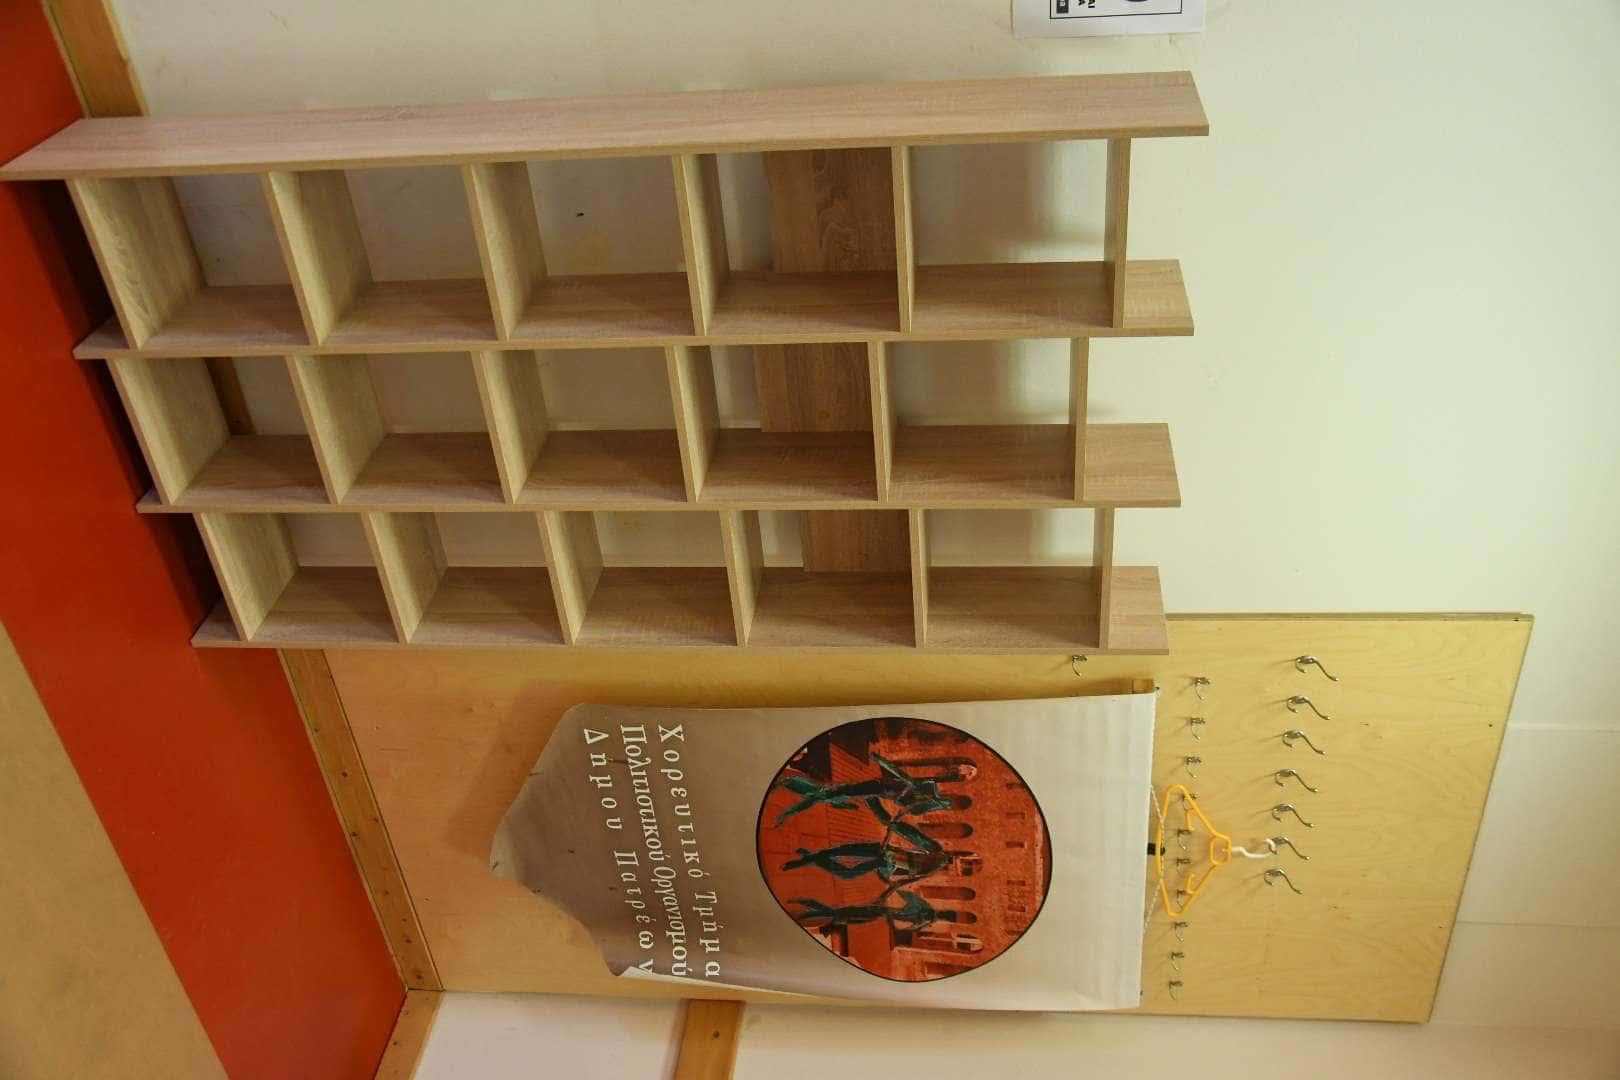 Χορευτικό Τμήμα
Πολιτιστικού Οργανισμού
Δήμου Πατρέων